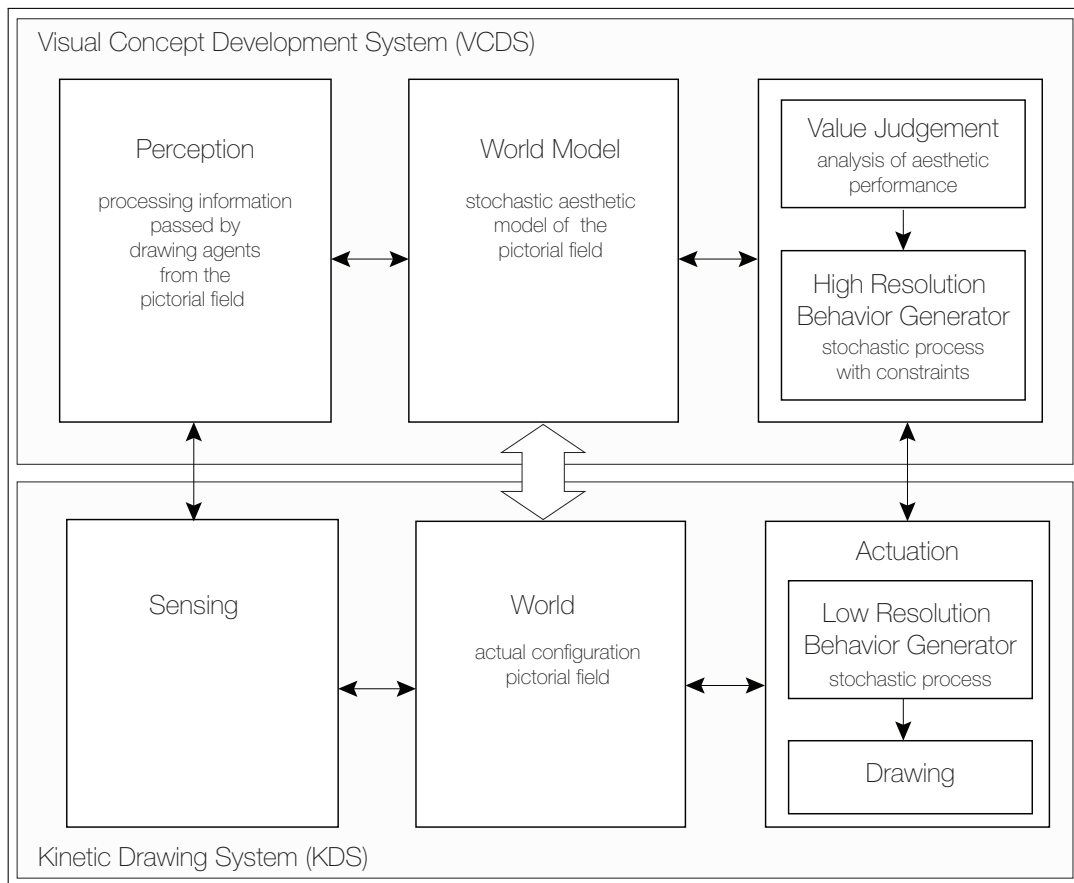 Visual Concept Development System (VCDS)
Perception
processing information
passed by
drawing agents
from the
pictorial field
World Model
stochastic aesthetic
model of the
pictorial field
Value Judgement
analysis of aesthetic
performance
High Resolution
Behavior Generator
stochastic process
with constraints
Sensing
World
actual configuration
pictorial field
Actuation
Low Resolution
Behavior Generator
stochastic process
Drawing
Kinetic Drawing System (KDS)